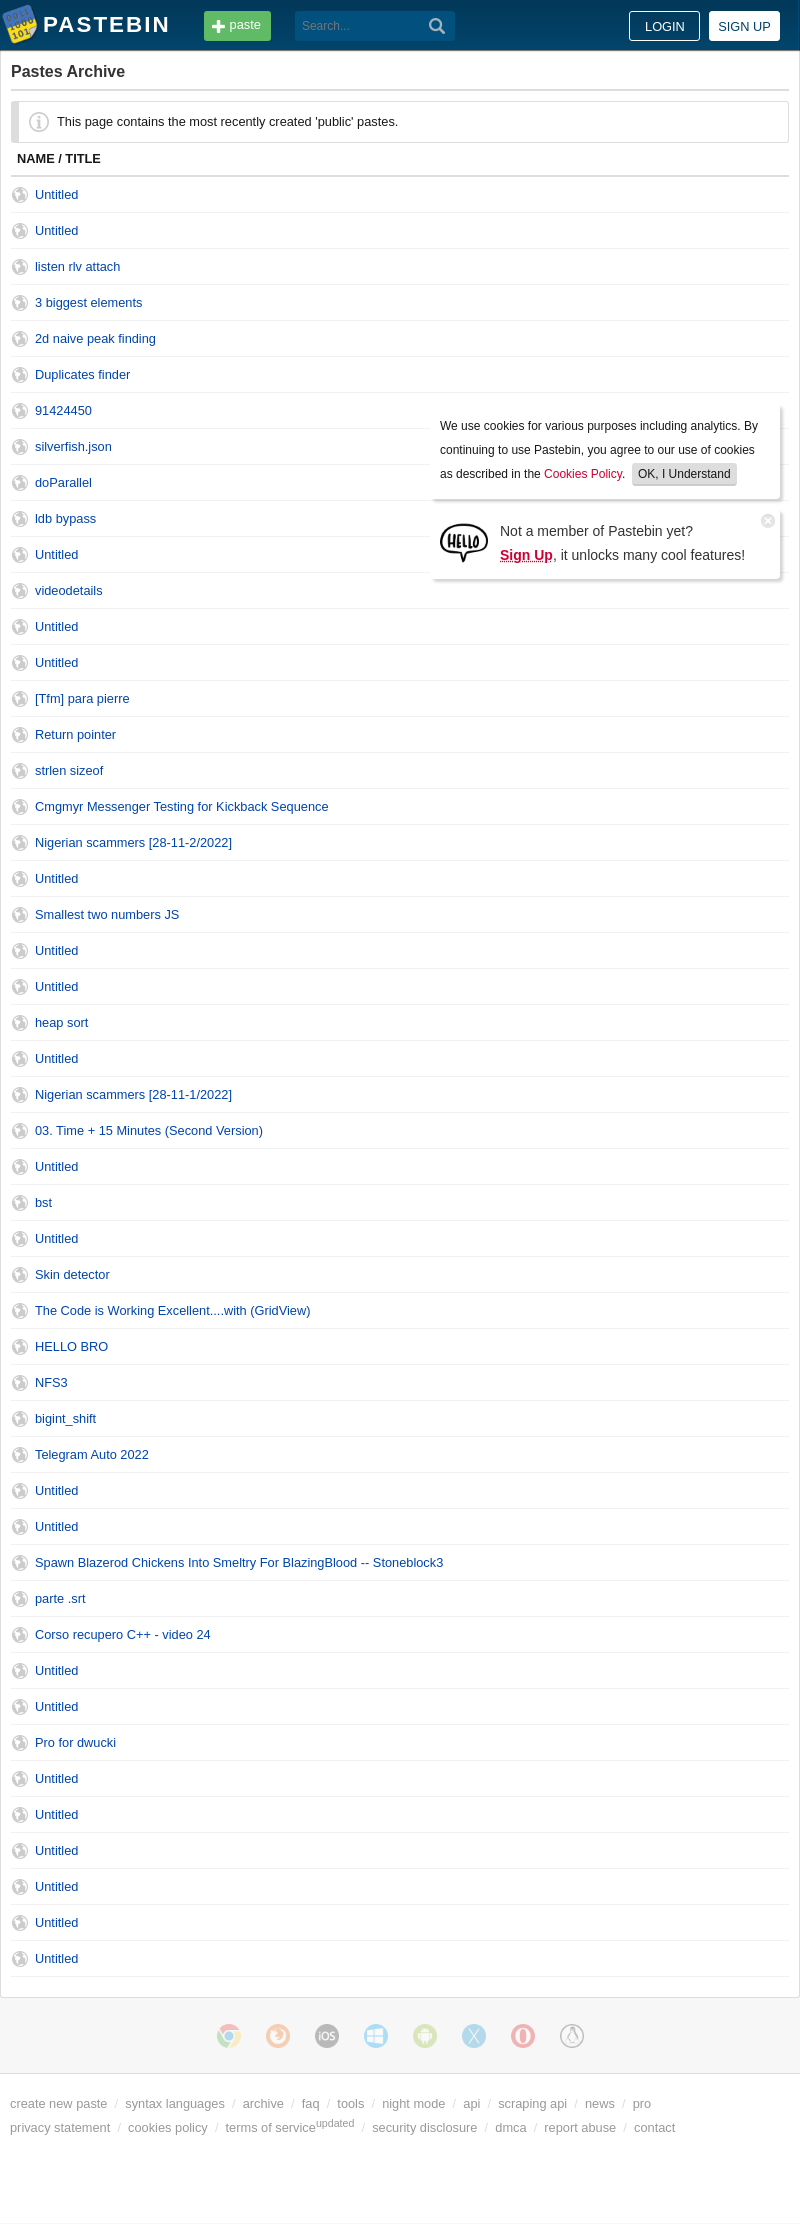 PASTEBIN
paste
Search...
LOGIN
SIGN UP
Pastes Archive
This page contains the most recently created 'public' pastes.
NAME / TITLE
Untitled
Untitled
listen rlv attach
3 biggest elements
2d naive peak finding
Duplicates finder
91424450
We use cookies for various purposes including analytics. By
continuing to use Pastebin, you agree to our use of cookies
as described in the Cookies Policy. OK, I Understand
silverfish.json
doParallel
ldb bypass
HELLO
Not a member of Pastebin yet?
Sign Up, it unlocks many cool features!
Untitled
videodetails
Untitled
Untitled
[Tfm] para pierre
Return pointer
strlen sizeof
Cmgmyr Messenger Testing for Kickback Sequence
Nigerian scammers [28-11-2/2022]
Untitled
Smallest two numbers JS
Untitled
Untitled
heap sort
Untitled
Nigerian scammers [28-11-1/2022]
03. Time + 15 Minutes (Second Version)
Untitled
bst
Untitled
Skin detector
The Code is Working Excellent....with (GridView)
HELLO BRO
NFS3
bigint_shift
Telegram Auto 2022
Untitled
Untitled
Spawn Blazerod Chickens Into Smeltry For BlazingBlood -- Stoneblock3
parte .srt
Corso recupero C++ - video 24
Untitled
Untitled
Pro for dwucki
Untitled
Untitled
Untitled
Untitled
Untitled
Untitled
iOS
create new paste / syntax languages / archive / faq / tools / night mode / api / scraping api / news / pro
privacy statement / cookies policy / terms of service updated / security disclosure / dmca / report abuse / contact